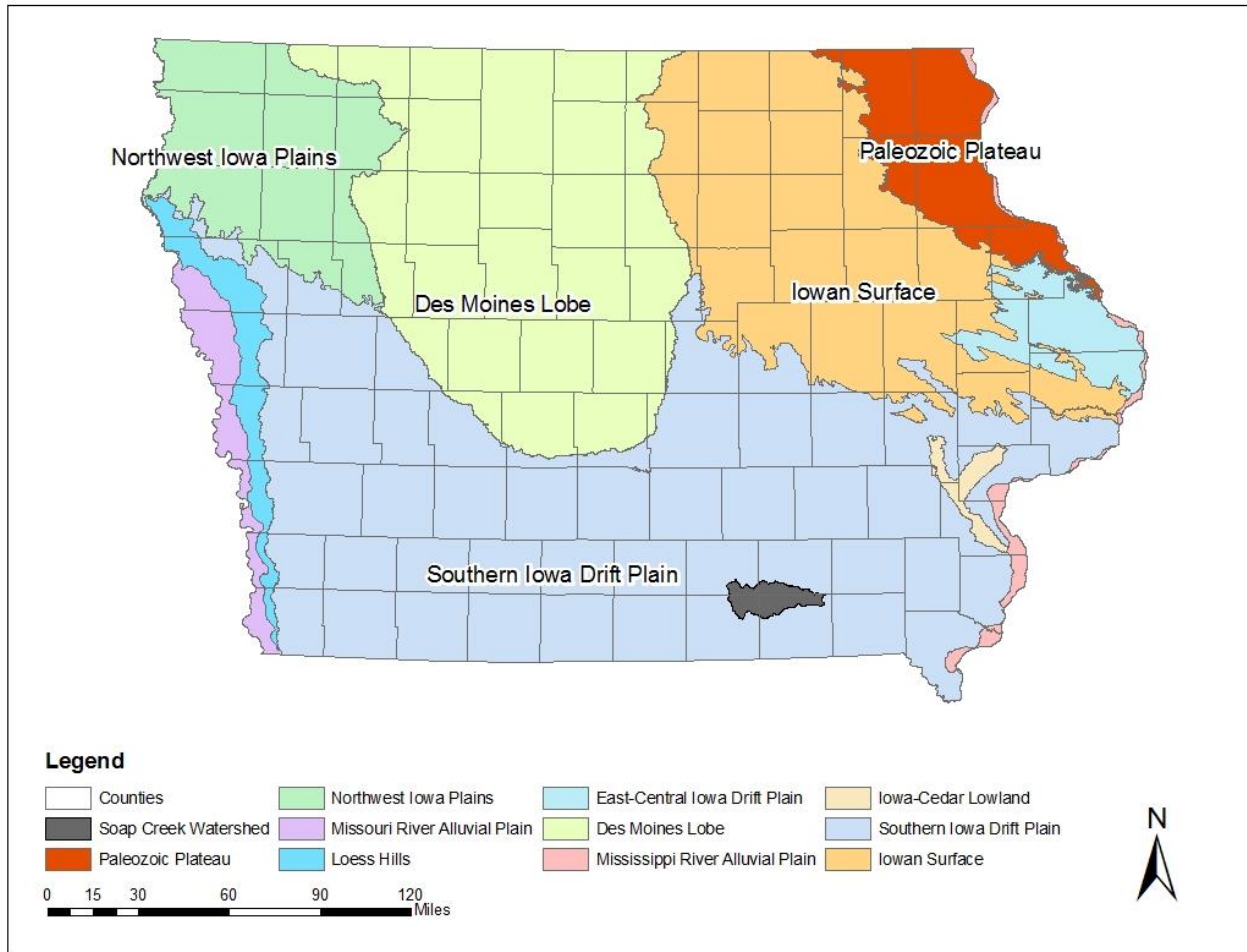 Northwest Iowa Plains
Paleozoic Plateau
Des Moines Lobe
Iowan Surface
Southern Iowa Drift Plain
Legend
Counties
Northwest Iowa Plains
East-Central Iowa Drift Plain
Iowa-Cedar Lowland
Soap Creek Watershed
Missouri River Alluvial Plain
Des Moines Lobe
Southern Iowa Drift Plain
Paleozoic Plateau
Loess Hills
Mississippi River Alluvial Plain
Iowan Surface
N
0 15 30 60 90 120
Miles